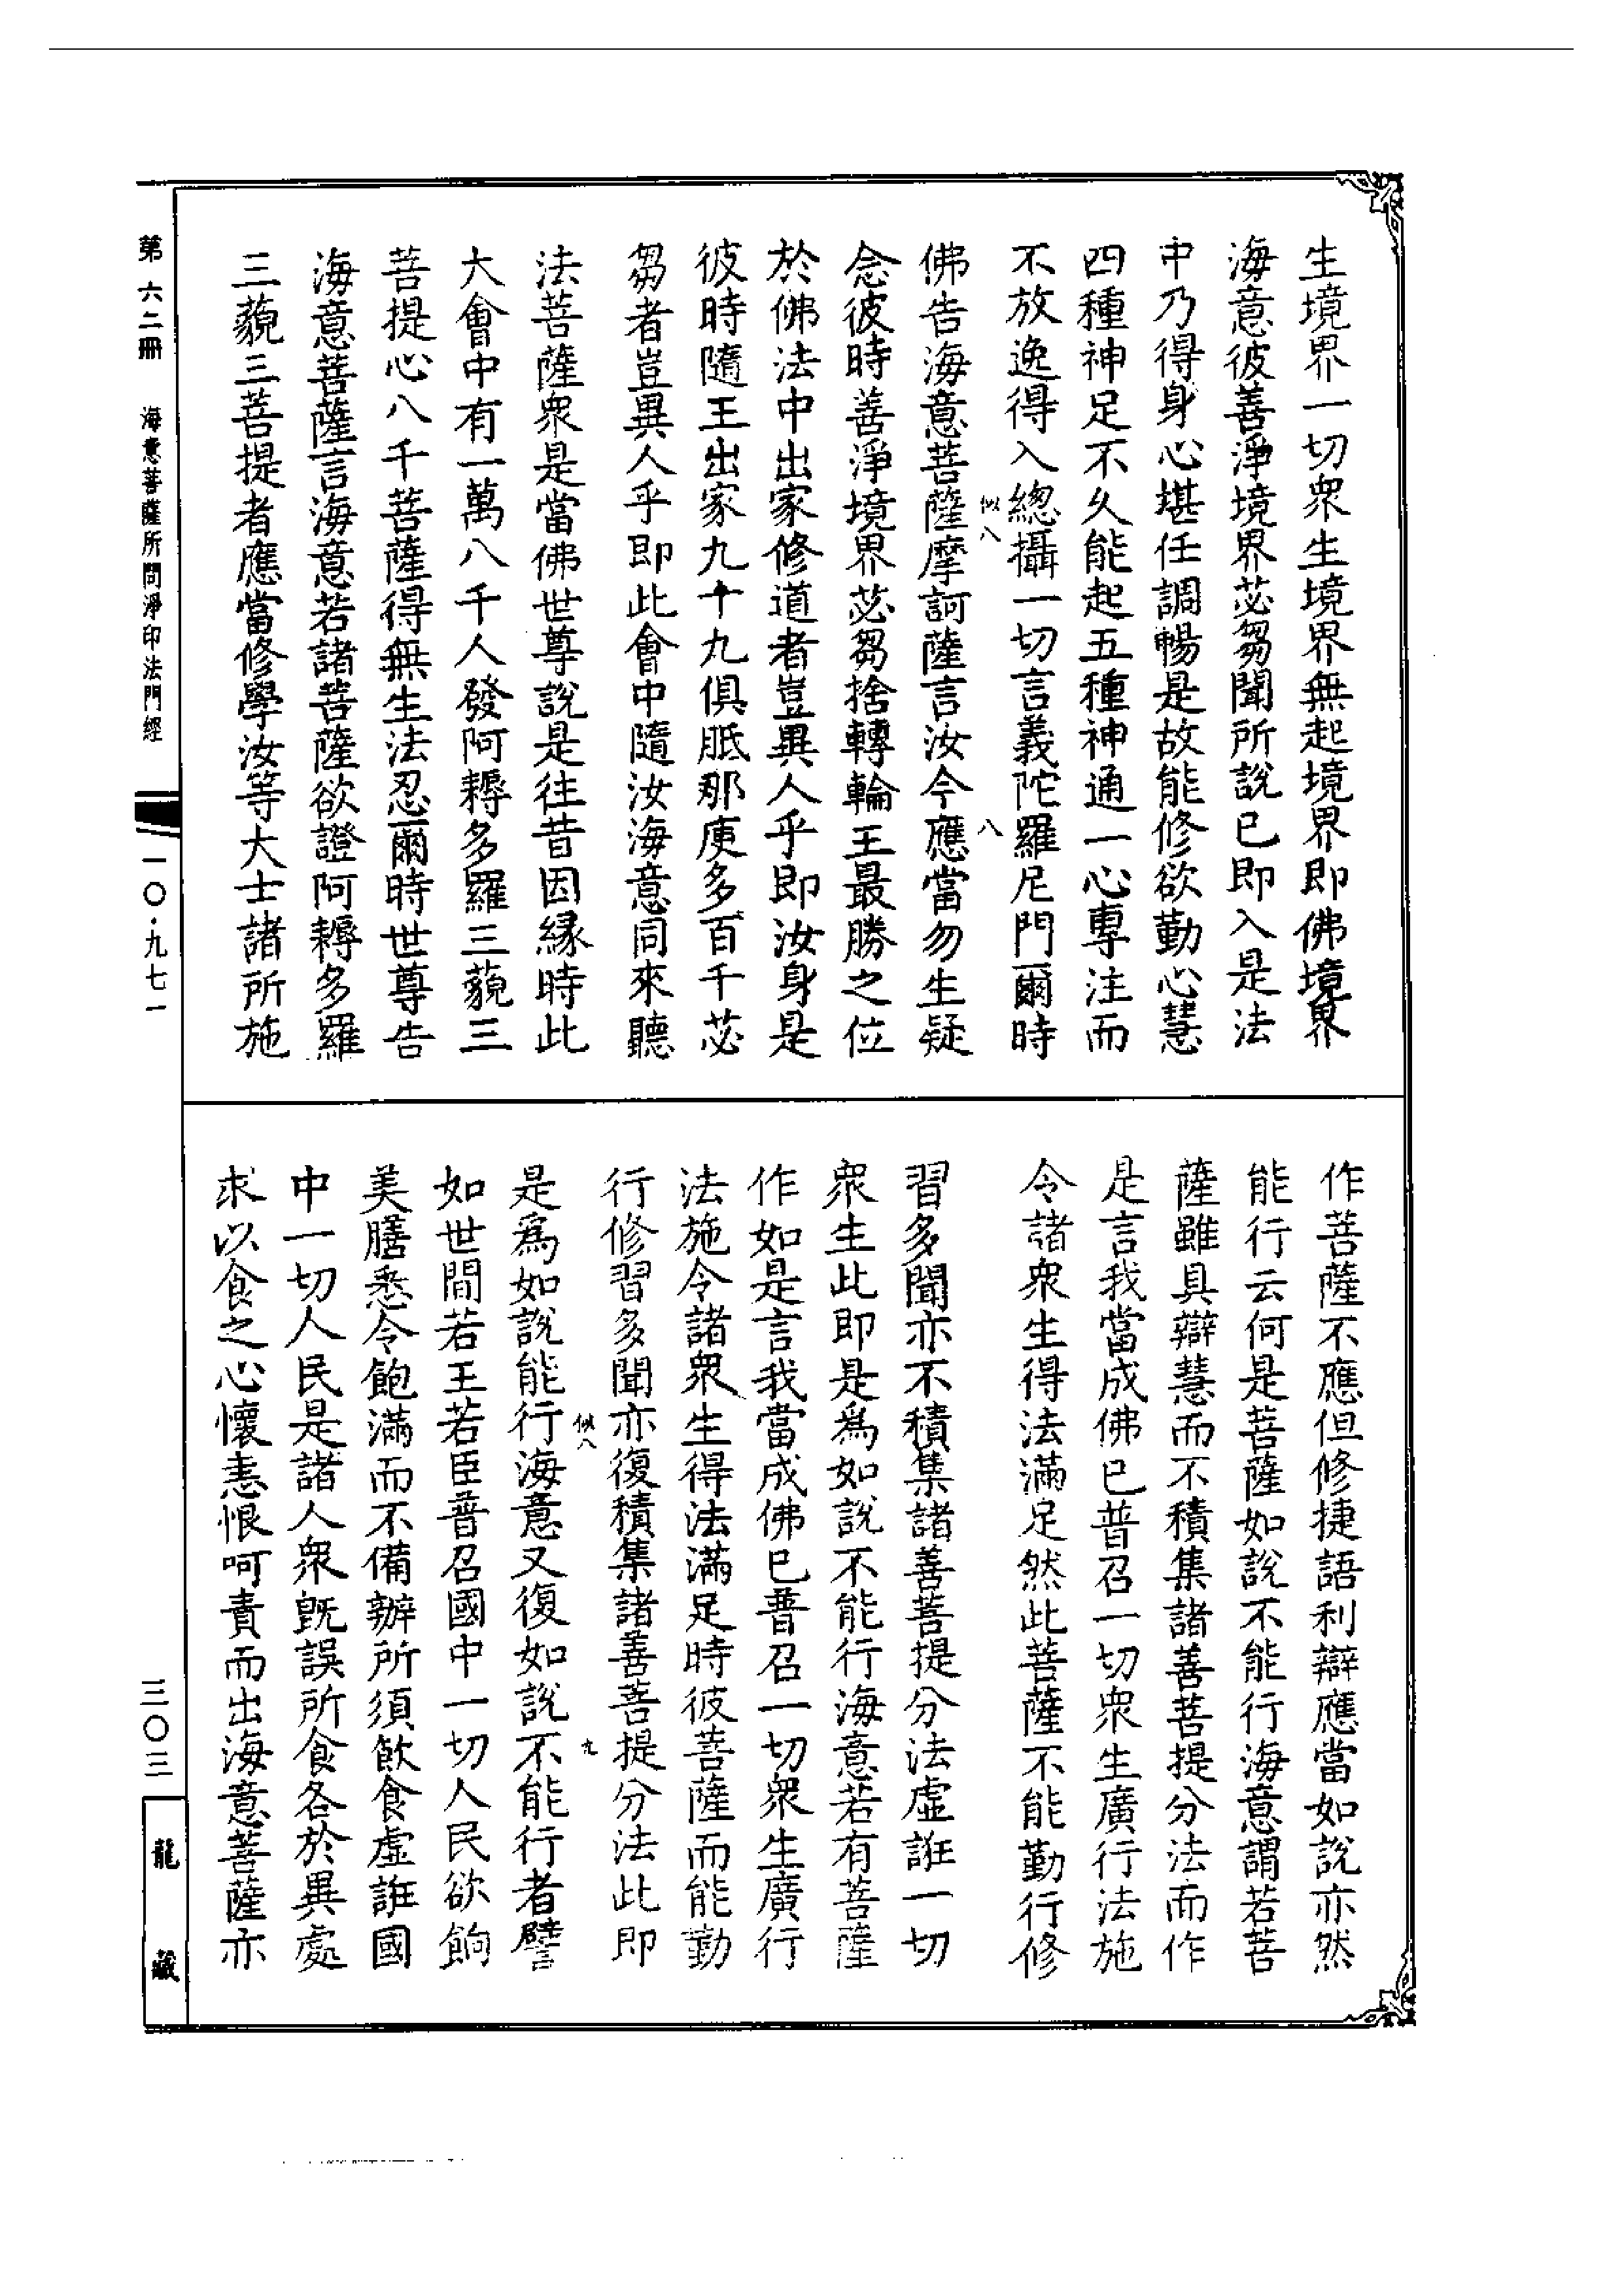 生境界一切衆生境界無起境界即佛境界
海意彼善淨境界苾芻聞所說已即入是法
中乃得身心堪任調暢是故能修欲勤心慧
四種神足不久能起五種神通一心專注而
不放逸得入總攝一切言義陀羅尼門爾時
似八
八
佛告海意菩薩摩訶薩言汝今應當勿生疑
念彼時善淨境界苾芻捨轉輪王最勝之位
於佛法中出家修道者豈異人乎即汝身是
彼時隨王出家九十九俱胝那庾多百千苾
芻者豈異人乎即此會中隨汝海意同來聽
法菩薩衆是當佛世尊說是往昔因緣時此
大會中有一萬八千人發阿耨多羅三藐三
菩提心八千菩薩得無生法忍爾時世尊告
海意菩薩言海意若諸菩薩欲證阿耨多羅
三藐三菩提者應當修學汝等大士諸所施
作菩薩不應但修捷語利辯應當如說亦然
能行云何是菩薩如說不能行海意謂若菩
薩雖具辯慧而不積集諸善菩提分法而作
是言我當成佛已普召一切衆生廣行法施
令諸衆生得法滿足然此菩薩不能勤行修
習多聞亦不積集諸善菩提分法虛誑一切
衆生此即是爲如說不能行海意若有菩薩
作如是言我當成佛已普召一切衆生廣行
法施令諸衆生得法滿足時彼菩薩而能勤
行修習多聞亦復積集諸善菩提分法此即
似八
九
是爲如說能行海意又復如說不能行者譬
如世間若王若臣普召國中一切人民欲餉
美膳悉令飽滿而不備辦所須飲食虛誑國
中一切人民是諸人衆旣誤所食各於異處
求以食之心懷恚恨呵責而出海意菩薩亦
第六二冊 海意菩薩所問淨印法門經
一〇·九七一
三〇三
龍藏